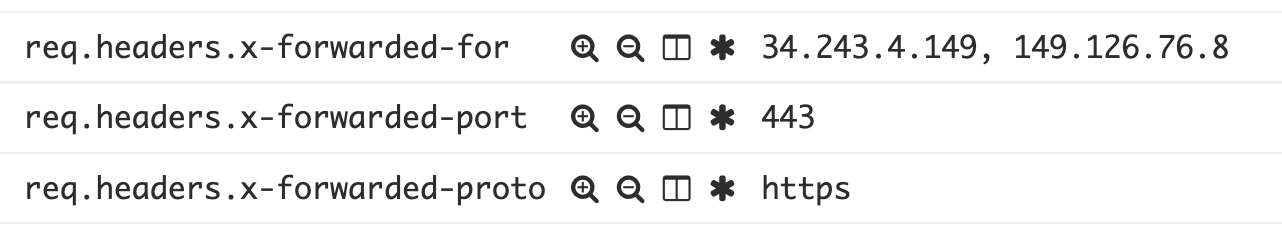 req.headers.x-forwarded-for 34.243.4.149, 149.126.76.8
req.headers.x-forwarded-port 443
req.headers.x-forwarded-proto https